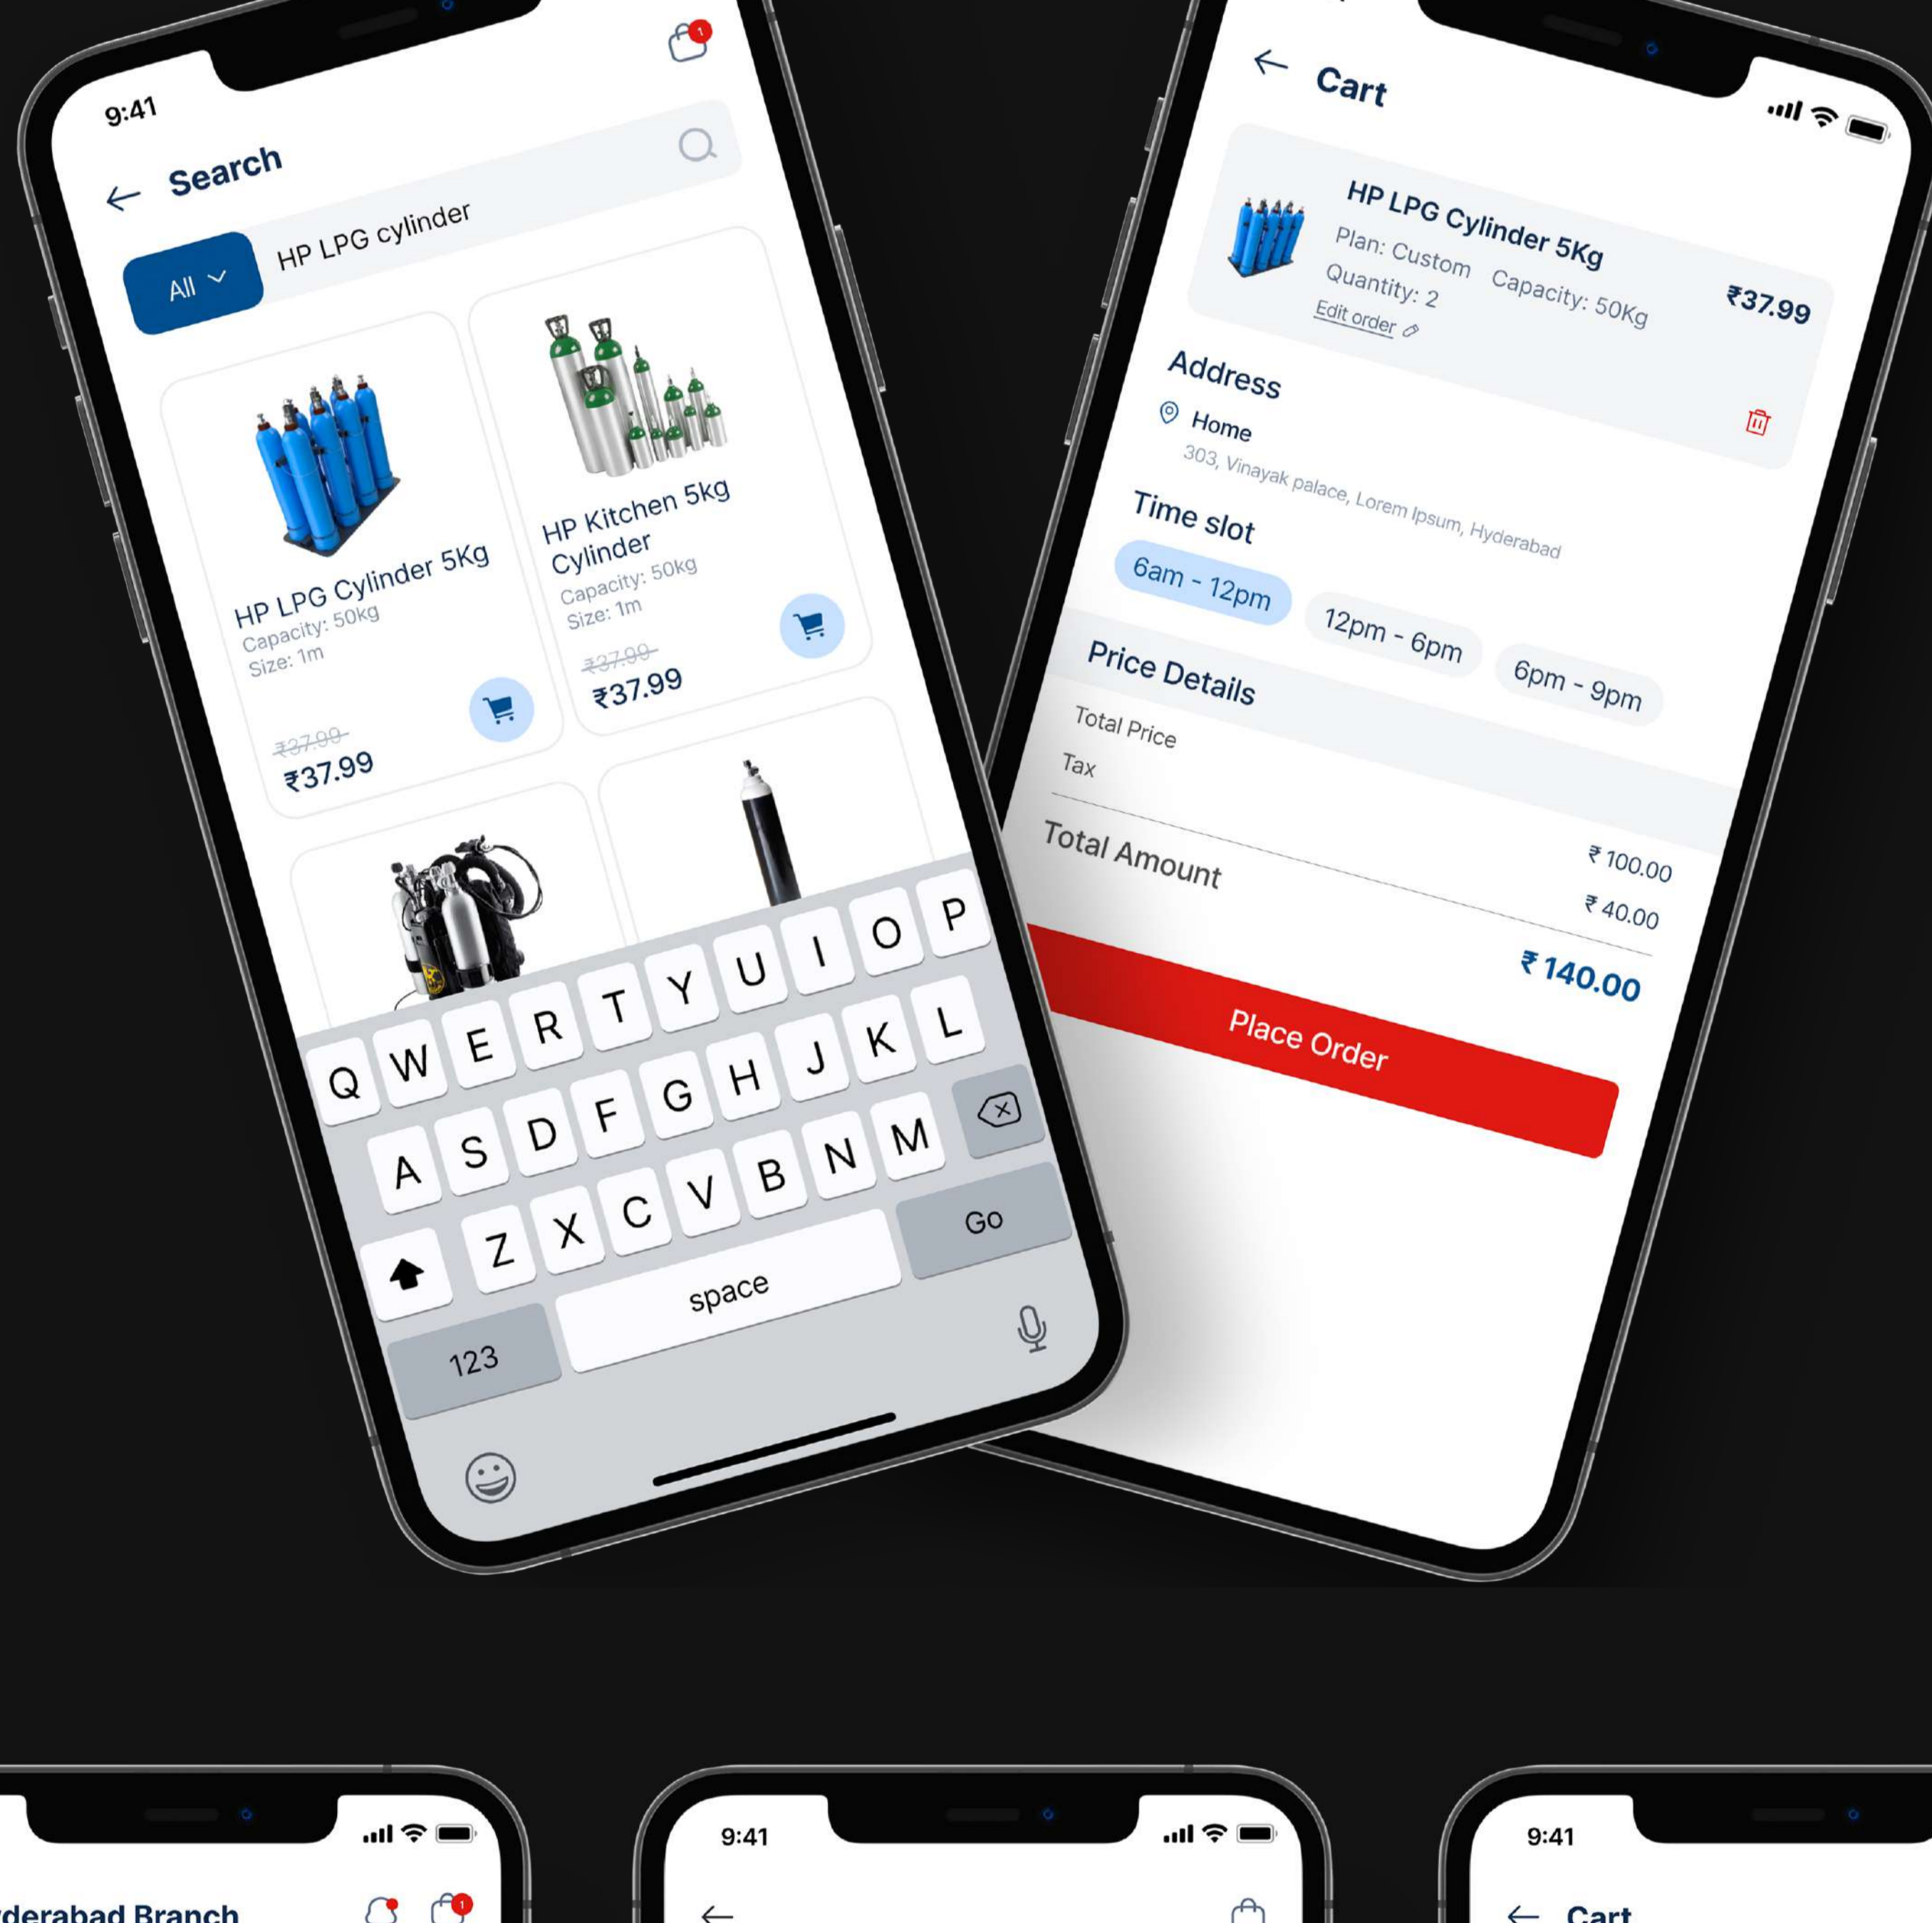 1
9:41
Search
All
HP LPG cylinder
HP LPG Cylinder 5Kg
Capacity: 50kg
Size: 1m
₹37.99
₹37.99
HP Kitchen 5kg
Cylinder
Capacity: 50kg
Size: 1m
₹37.99
₹37.99
Q W E R T Y U I O P
A S D F G H J K L
Z X C V B N M
123
space
Go
Cart
HP LPG Cylinder 5Kg
Plan: Custom Capacity: 50Kg
Quantity: 2
Edit order
₹37.99
Address
Home
303, Vinayak palace, Lorem Ipsum, Hyderabad
Time slot
6am - 12pm
12pm - 6pm
6pm - 9pm
Price Details
Total Price ₹ 100.00
Tax ₹ 40.00
Total Amount ₹ 140.00
Place Order
derabad Branch
1
9:41
9:41
Cart